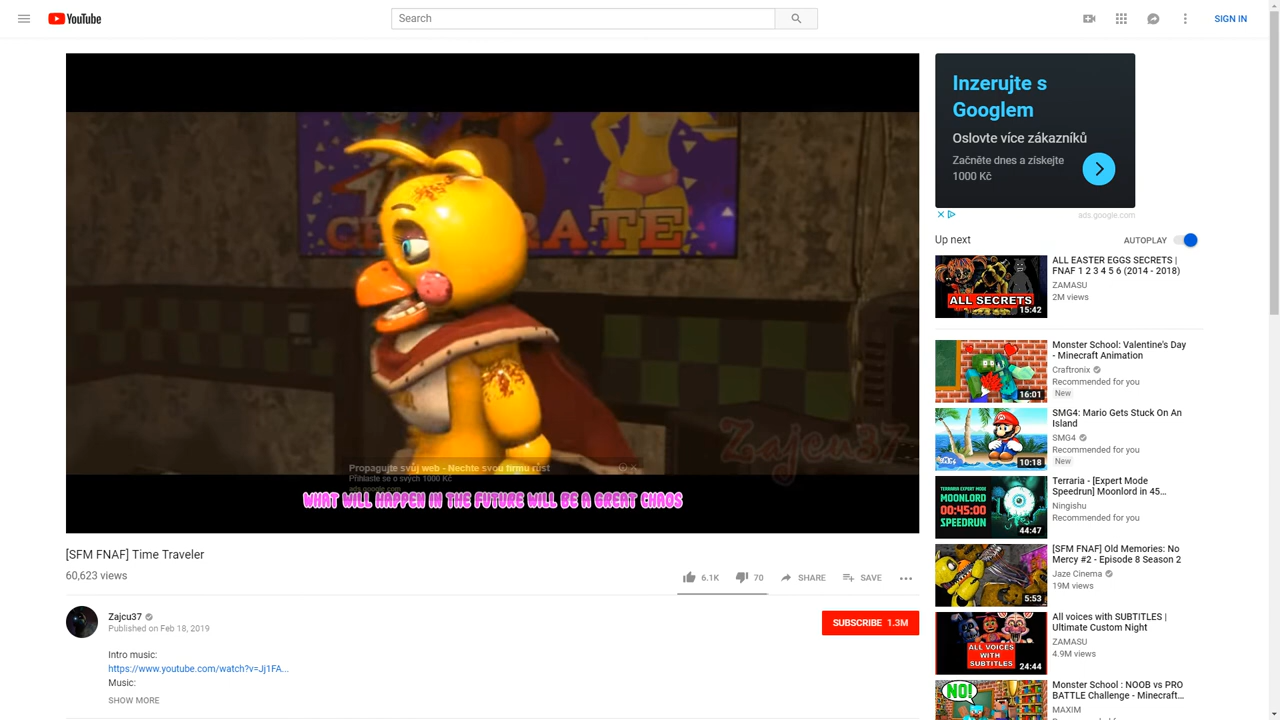 YouTube
Search
SIGN IN
CELEBRATE
Zajcu37
Propagujte svůj web - Nechte svou firmu růst
Přihlaste se o svých 1000 Kč
ads.google.com
WHAT WILL HAPPEN IN THE FUTURE WILL BE A GREAT CHAOS
[SFM FNAF] Time Traveler
60,623 views
6.1K
70
SHARE
SAVE
Zajcu37
Published on Feb 18, 2019
SUBSCRIBE 1.3M
Intro music:
https://www.youtube.com/watch?v=Jj1FA...
Music:
SHOW MORE
Inzerujte s
Googlem
Oslovte více zákazníků
Začněte dnes a získejte
1000 Kč
ads.google.com
Up next
AUTOPLAY
ALL SECRETS
15:42
ALL EASTER EGGS SECRETS |
FNAF 1 2 3 4 5 6 (2014 - 2018)
ZAMASU
2M views
16:01
Monster School: Valentine's Day
- Minecraft Animation
Craftronix
Recommended for you
New
10:18
SMG4: Mario Gets Stuck On An
Island
SMG4
Recommended for you
New
TERRARIA EXPERT MODE
MOONLORD
00:45:00
SPEEDRUN
44:47
Terraria - [Expert Mode
Speedrun] Moonlord in 45...
Ningishu
Recommended for you
5:53
[SFM FNAF] Old Memories: No
Mercy #2 - Episode 8 Season 2
Jaze Cinema
19M views
ALL VOICES
WITH
SUBTITLES
24:44
All voices with SUBTITLES |
Ultimate Custom Night
ZAMASU
4.9M views
NO!
Monster School : NOOB vs PRO
BATTLE Challenge - Minecraft...
MAXIM